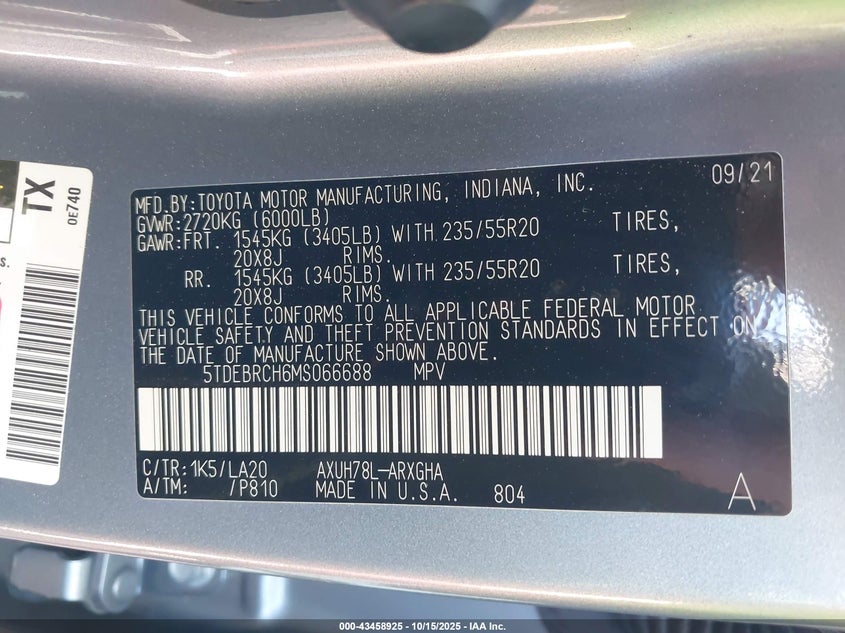 TX
0E740
S.
MFD.BY:TOYOTA MOTOR MANUFACTURING, INDIANA, INC. 09/21
GVWR:2720KG (6000LB)
GAWR:FRT. 1545KG (3405LB) WITH 235/55R20 TIRES,
20X8J RIMS.
RR. 1545KG (3405LB) WITH 235/55R20 TIRES,
20X8J RIMS.
THIS VEHICLE CONFORMS TO ALL APPLICABLE FEDERAL MOTOR
VEHICLE SAFETY AND THEFT PREVENTION STANDARDS IN EFFECT ON
THE DATE OF MANUFACTURE SHOWN ABOVE.
5TDEBRCH6MS066688 MPV
C/TR:1K5/LA20 AXUH78L-ARXGHA
A/TM: /P810 MADE IN U.S.A. 804 A
000-43458925 - 10/15/2025 - IAA Inc.